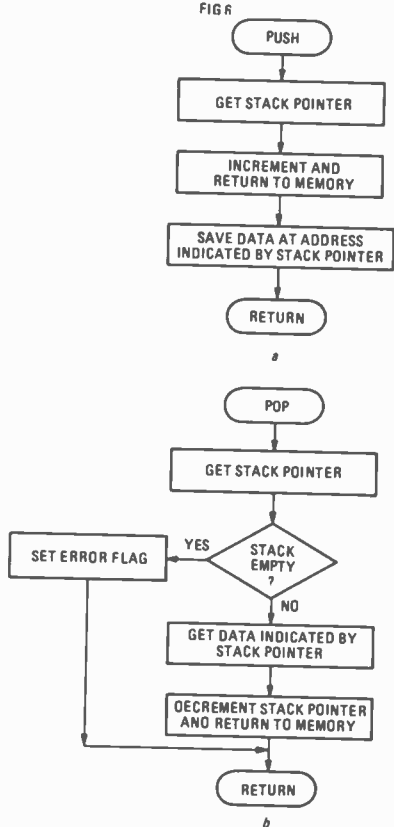 FIG 6
PUSH
GET STACK POINTER
INCREMENT AND
RETURN TO MEMORY
SAVE DATA AT ADDRESS
INDICATED BY STACK POINTER
RETURN
a
POP
GET STACK POINTER
SET ERROR FLAG
YES
STACK
EMPTY
?
NO
GET DATA INDICATED BY
STACK POINTER
DECREMENT STACK POINTER
AND RETURN TO MEMORY
RETURN
b